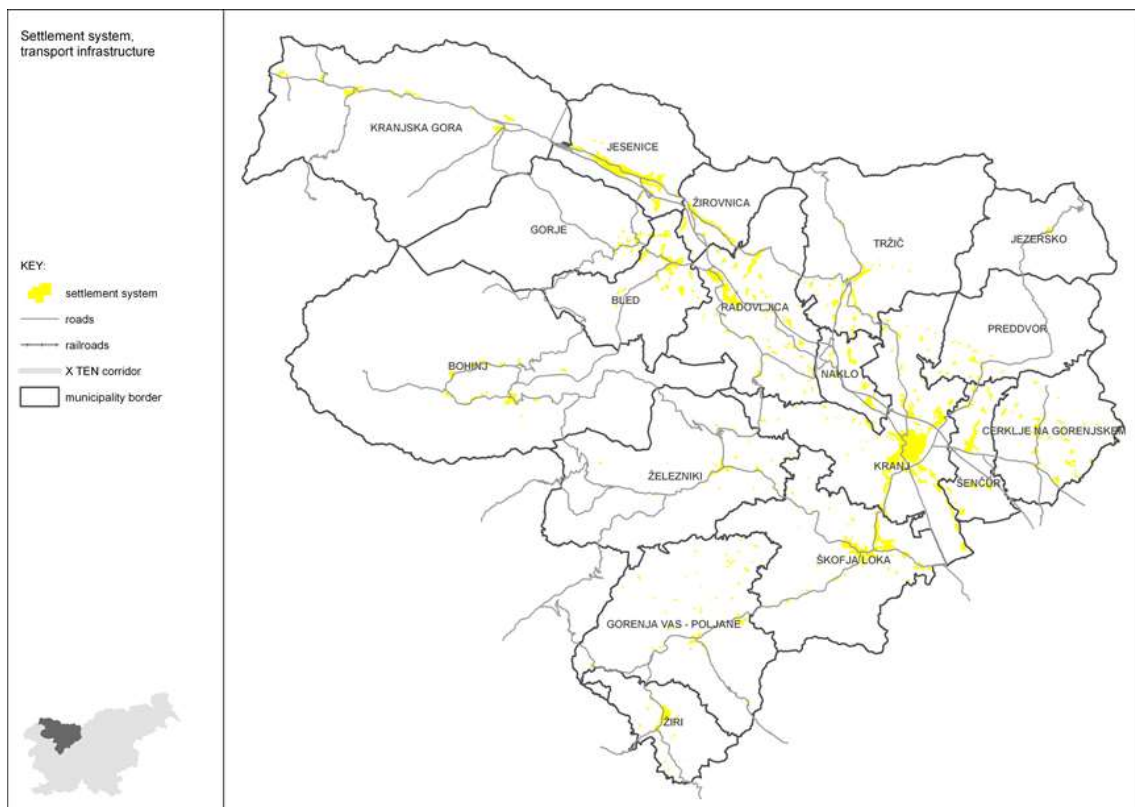 Settlement system,
transport infrastructure
KEY:
settlement system
roads
railroads
X TEN corridor
municipality border
KRANJSKA GORA
JESENICE
ŽIROVNICA
GORJE
TRŽIČ
JEZERSKO
BLED
RADOVLJICA
PREDDVOR
BOHINJ
NAKLO
CERKLJE NA GORENJSKEM
KRANJ
ŽELEZNIKI
ŠENČUR
ŠKOFJA LOKA
GORENJA VAS - POLJANE
ŽIRI